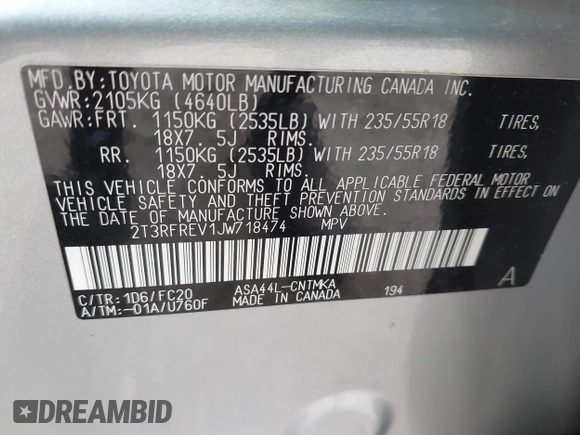 MFD.BY:TOYOTA MOTOR MANUFACTURING CANADA INC.
GVWR:2105KG (4640LB)
GAWR:FRT. 1150KG (2535LB) WITH 235/55R18 TIRES,
18X7. 5J RIMS.
RR. 1150KG (2535LB) WITH 235/55R18 TIRES,
18X7. 5J RIMS.
THIS VEHICLE CONFORMS TO ALL APPLICABLE FEDERAL MOTOR
VEHICLE SAFETY AND THEFT PREVENTION STANDARDS IN EFFECT ON
THE DATE OF MANUFACTURE SHOWN ABOVE.
2T3RFREV1JW718474 MPV
C/TR:1D6/FC20 ASA44L-CNTMKA 194 A
A/TM:-01A/U760F MADE IN CANADA
DREAMBID